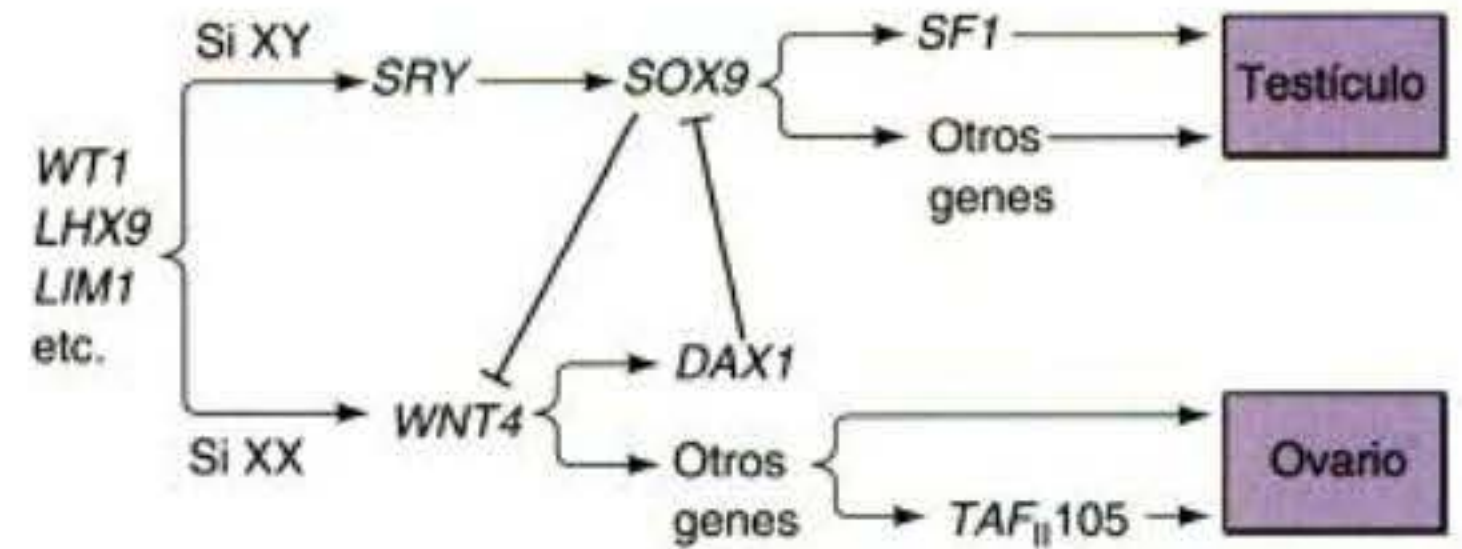 Si XY
SRY
SOX9
SF1
Otros
genes
Testículo
WT1
LHX9
LIM1
etc.
Si XX
WNT4
DAX1
Otros
genes
TAFII105
Ovario